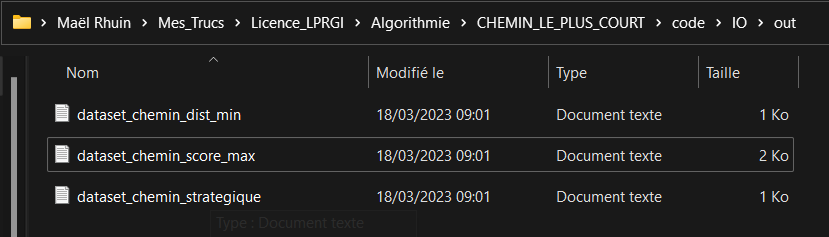 Maël Rhuin > Mes_Trucs > Licence_LPRGI > Algorithmie > CHEMIN_LE_PLUS_COURT > code > IO > out
Nom Modifié le Type Taille
dataset_chemin_dist_min 18/03/2023 09:01 Document texte 1 Ko
dataset_chemin_score_max 18/03/2023 09:01 Document texte 2 Ko
dataset_chemin_strategique 18/03/2023 09:01 Document texte 1 Ko
Type : Document texte